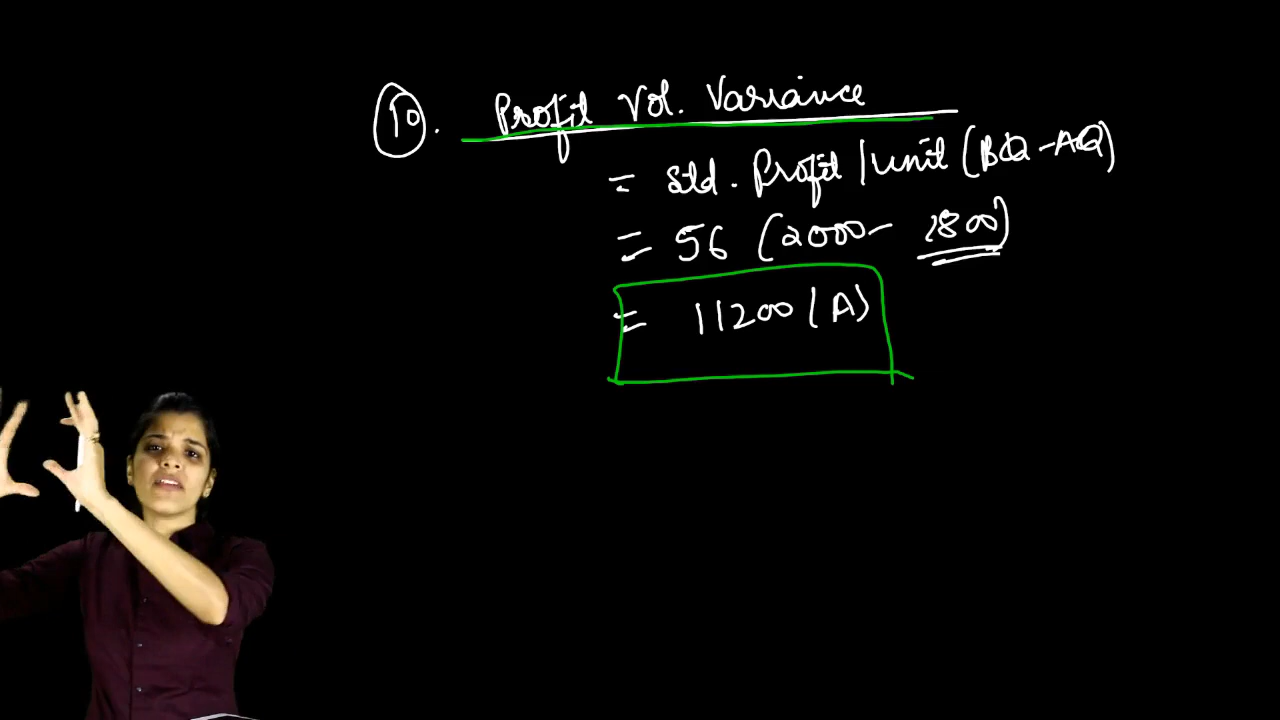 10. Profit Vol. Variance
= Std. Profit/unit (BQ-AQ)
= 56 (2000- 1800)
= 11200 (A)